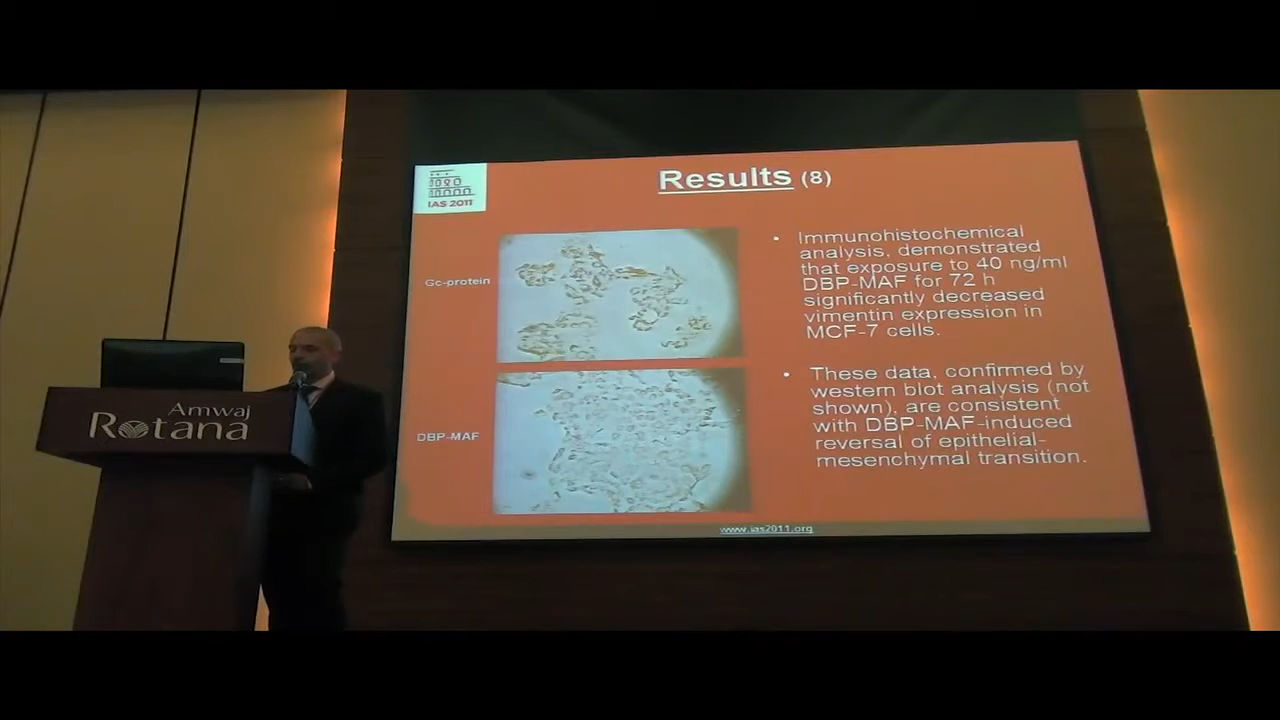 IAS 2011
Results (8)
Gc-protein
DBP-MAF
• Immunohistochemical
analysis, demonstrated
that exposure to 40 ng/ml
DBP-MAF for 72 h
significantly decreased
vimentin expression in
MCF-7 cells.
• These data, confirmed by
western blot analysis (not
shown), are consistent
with DBP-MAF-induced
reversal of epithelial-
mesenchymal transition.
www.ias2011.org
Amwaj
Rotana